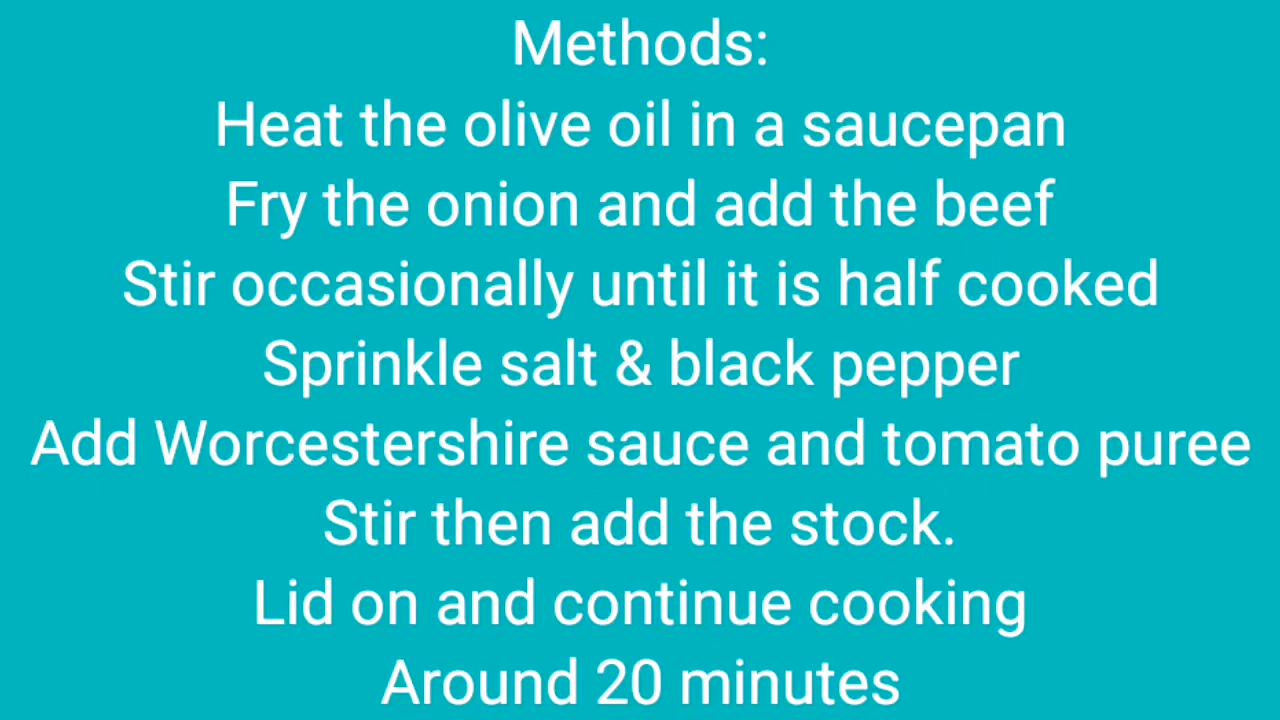 Methods:
Heat the olive oil in a saucepan
Fry the onion and add the beef
Stir occasionally until it is half cooked
Sprinkle salt & black pepper
Add Worcestershire sauce and tomato puree
Stir then add the stock.
Lid on and continue cooking
Around 20 minutes